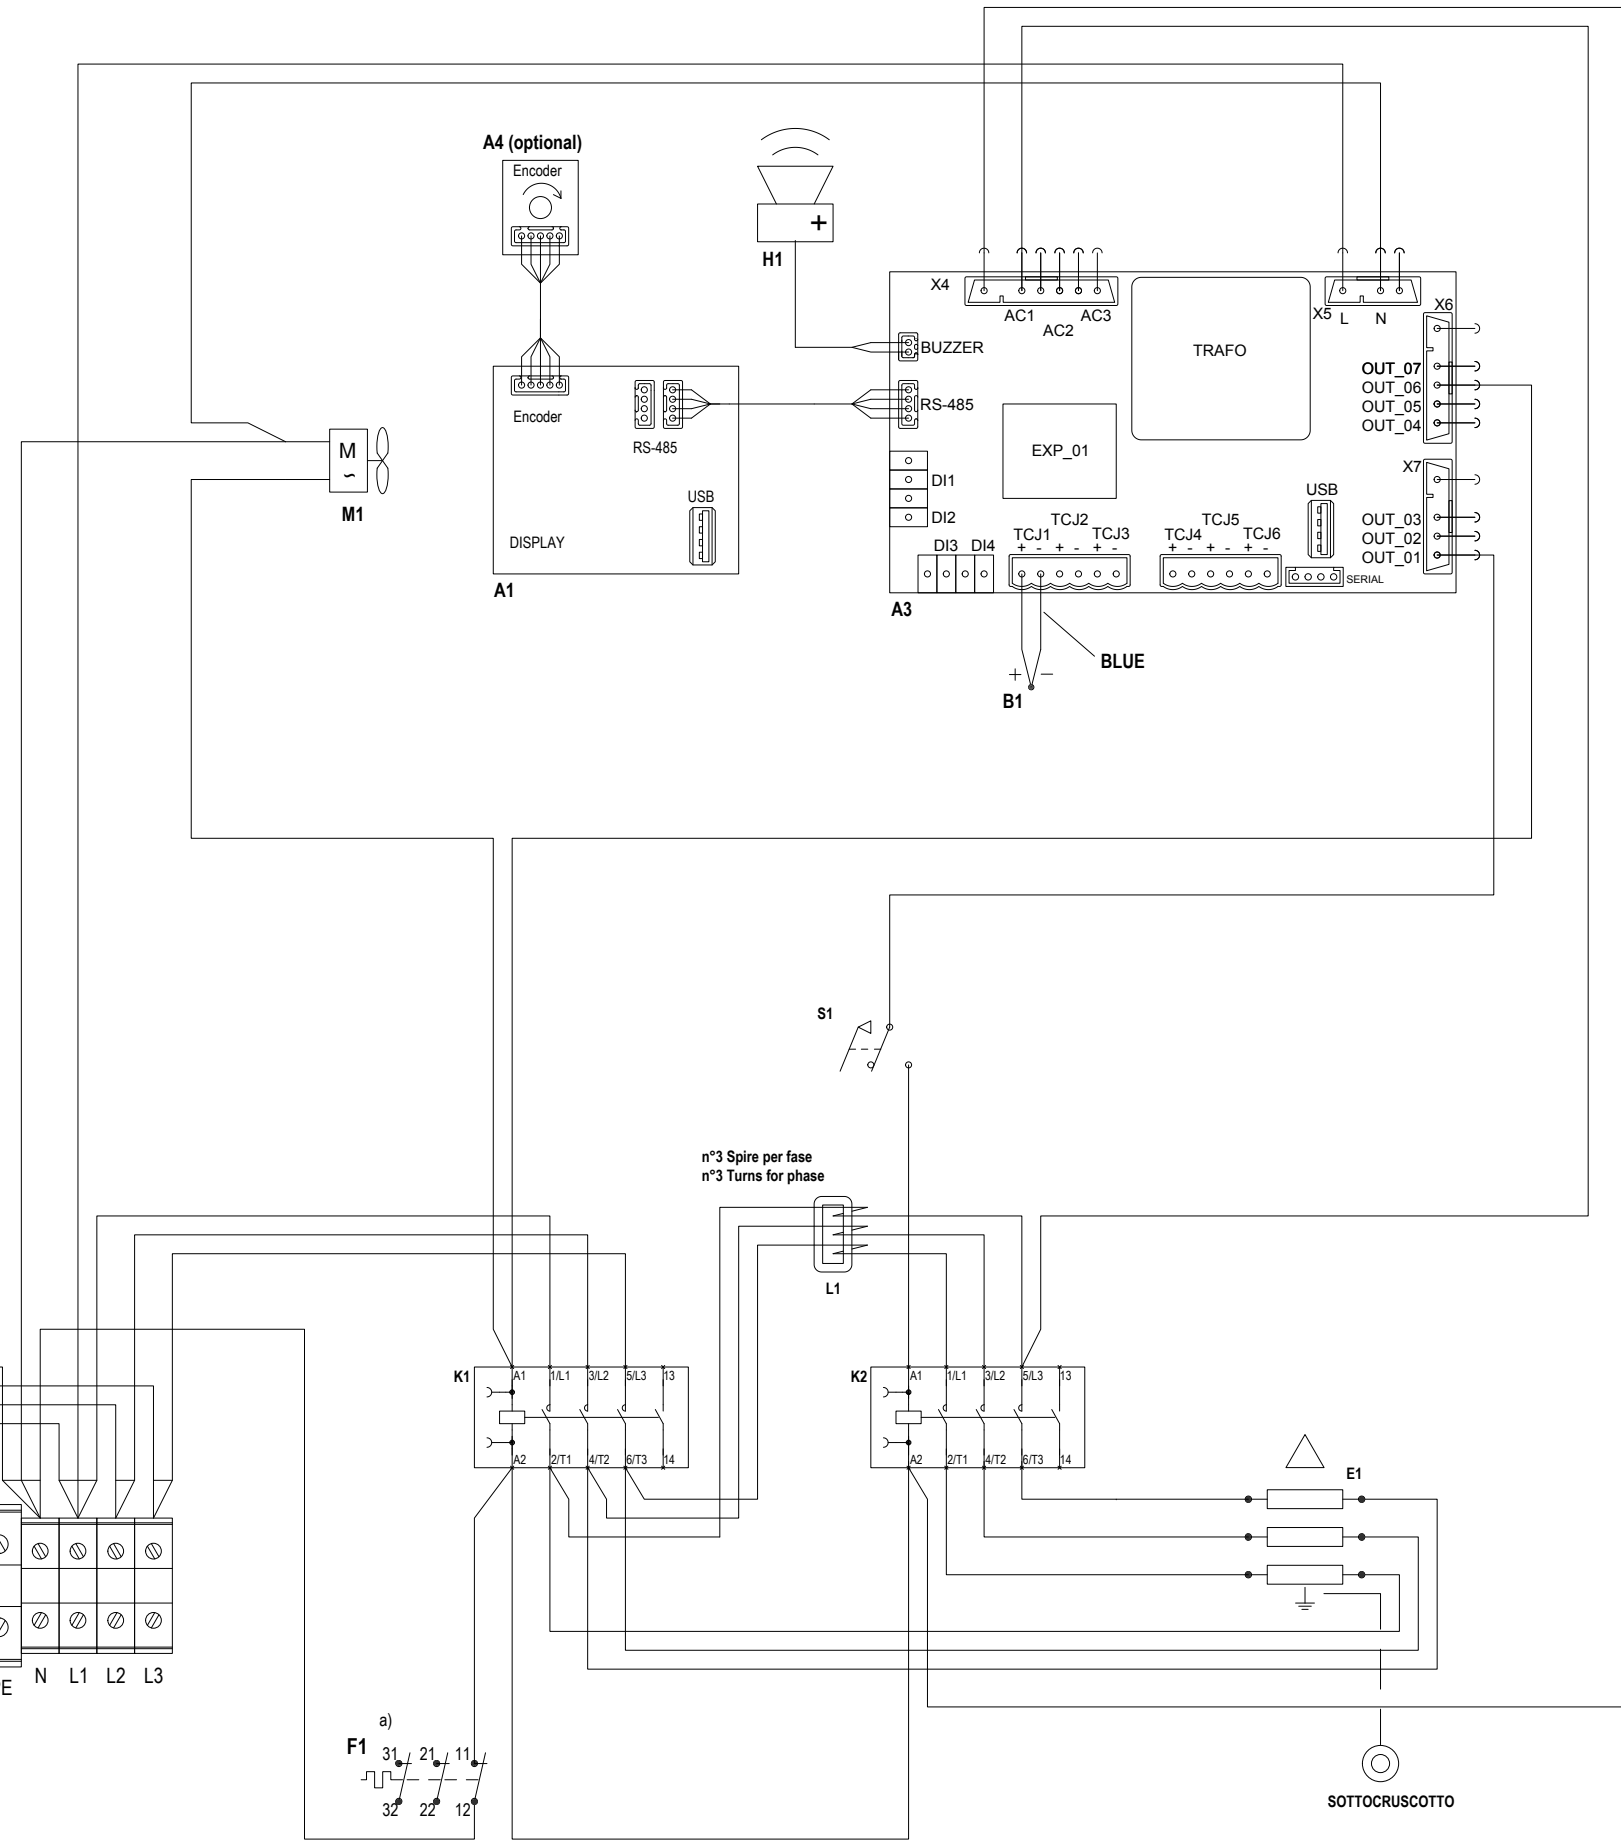 A4 (optional)
Encoder
H1
X4
AC1
AC2
AC3
TRAFO
X5
L
N
X6
BUZZER
OUT_07
OUT_06
OUT_05
OUT_04
RS-485
Encoder
RS-485
M
~
M1
EXP_01
X7
DI1
DI2
USB
DISPLAY
A1
USB
OUT_03
OUT_02
OUT_01
TCJ1
TCJ2
TCJ3
+ - + - + -
TCJ4
TCJ5
TCJ6
+ - + - + -
DI3 DI4
SERIAL
A3
BLUE
+ −
B1
S1
n°3 Spire per fase
n°3 Turns for phase
L1
K1
A1 1/L1 3/L2 5/L3 13
A2 2/T1 4/T2 6/T3 14
K2
A1 1/L1 3/L2 5/L3 13
A2 2/T1 4/T2 6/T3 14
E1
E N L1 L2 L3
a)
F1
31 21 11
32 22 12
SOTTOCRUSCOTTO